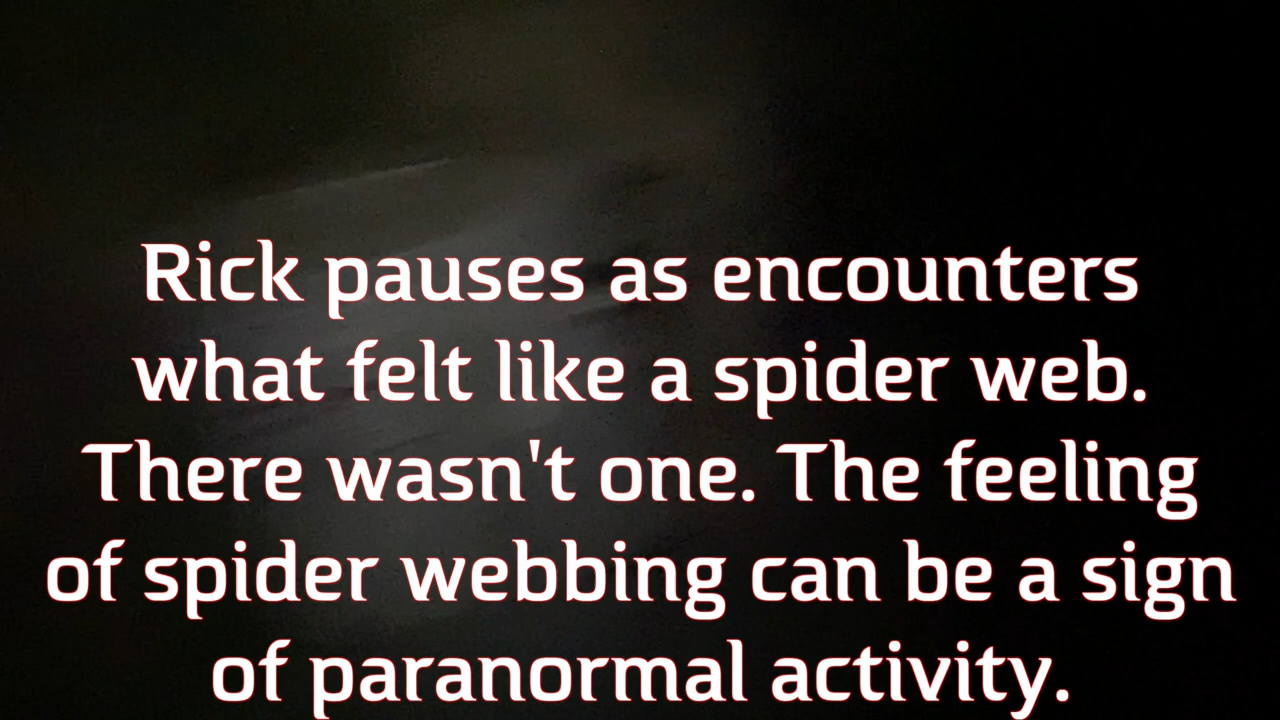 Rick pauses as encounters
what felt like a spider web.
There wasn't one. The feeling
of spider webbing can be a sign
of paranormal activity.